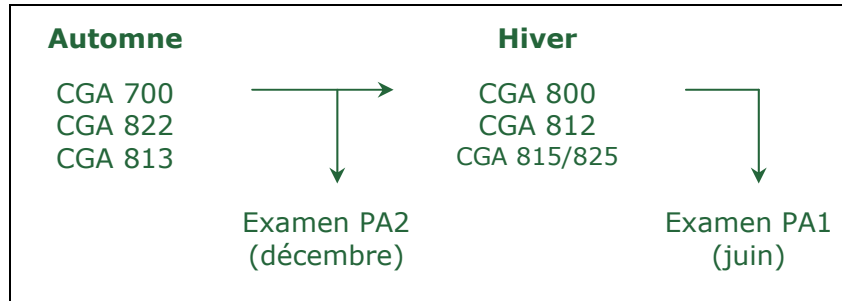 Automne
CGA 700
CGA 822
CGA 813
Examen PA2
(décembre)
Hiver
CGA 800
CGA 812
CGA 815/825
Examen PA1
(juin)